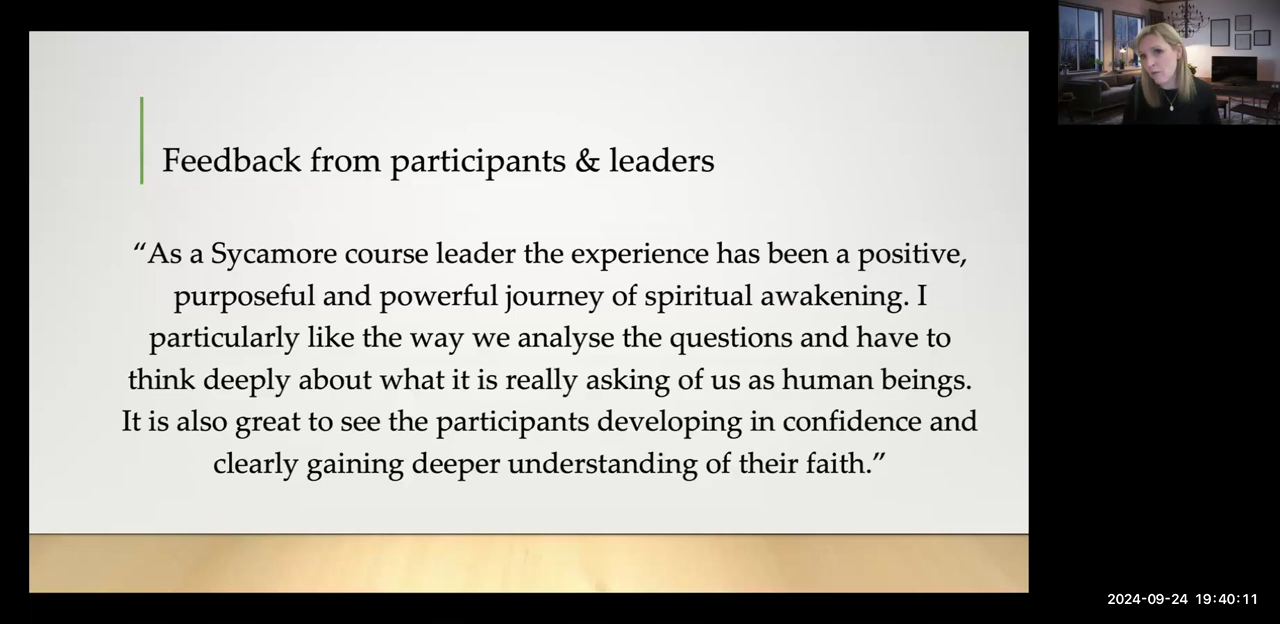 Feedback from participants & leaders
“As a Sycamore course leader the experience has been a positive,
purposeful and powerful journey of spiritual awakening. I
particularly like the way we analyse the questions and have to
think deeply about what it is really asking of us as human beings.
It is also great to see the participants developing in confidence and
clearly gaining deeper understanding of their faith.”
2024-09-24 19:40:11